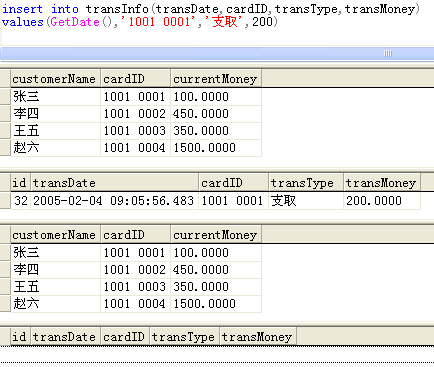 insert into transInfo(transDate,cardID,transType,transMoney)
values(GetDate(),'1001 0001','支取',200)
customerName cardID currentMoney
张三 1001 0001 100.0000
李四 1001 0002 450.0000
王五 1001 0003 350.0000
赵六 1001 0004 1500.0000
id transDate cardID transType transMoney
32 2005-02-04 09:05:56.483 1001 0001 支取 200.0000
customerName cardID currentMoney
张三 1001 0001 100.0000
李四 1001 0002 450.0000
王五 1001 0003 350.0000
赵六 1001 0004 1500.0000
id transDate cardID transType transMoney